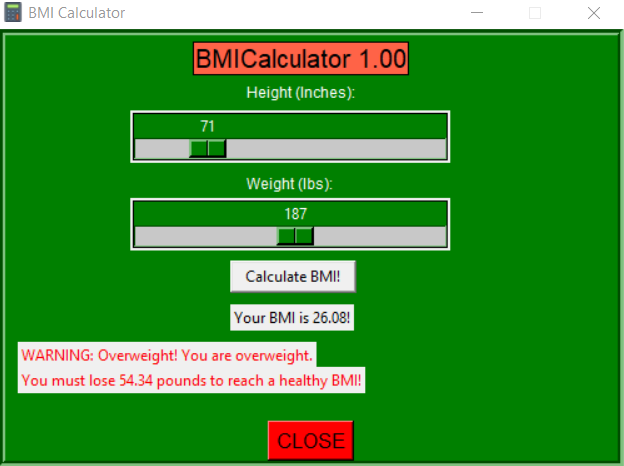 BMI Calculator
BMICalculator 1.00
Height (Inches):
71
Weight (lbs):
187
Calculate BMI!
Your BMI is 26.08!
WARNING: Overweight! You are overweight.
You must lose 54.34 pounds to reach a healthy BMI!
CLOSE